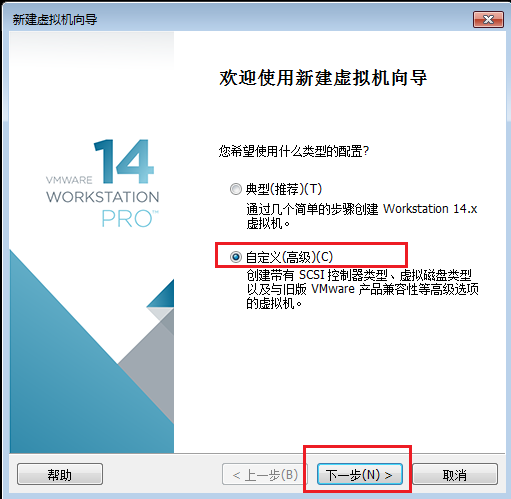 新建虚拟机向导
欢迎使用新建虚拟机向导
VMWARE 14
WORKSTATION
PRO™
您希望使用什么类型的配置?
典型(推荐)(T)
通过几个简单的步骤创建 Workstation 14.x
虚拟机。
自定义(高级)(C)
创建带有 SCSI 控制器类型、虚拟磁盘类型
以及与旧版 VMware 产品兼容性等高级选项
的虚拟机。
帮助
< 上一步(B)
下一步(N) >
取消